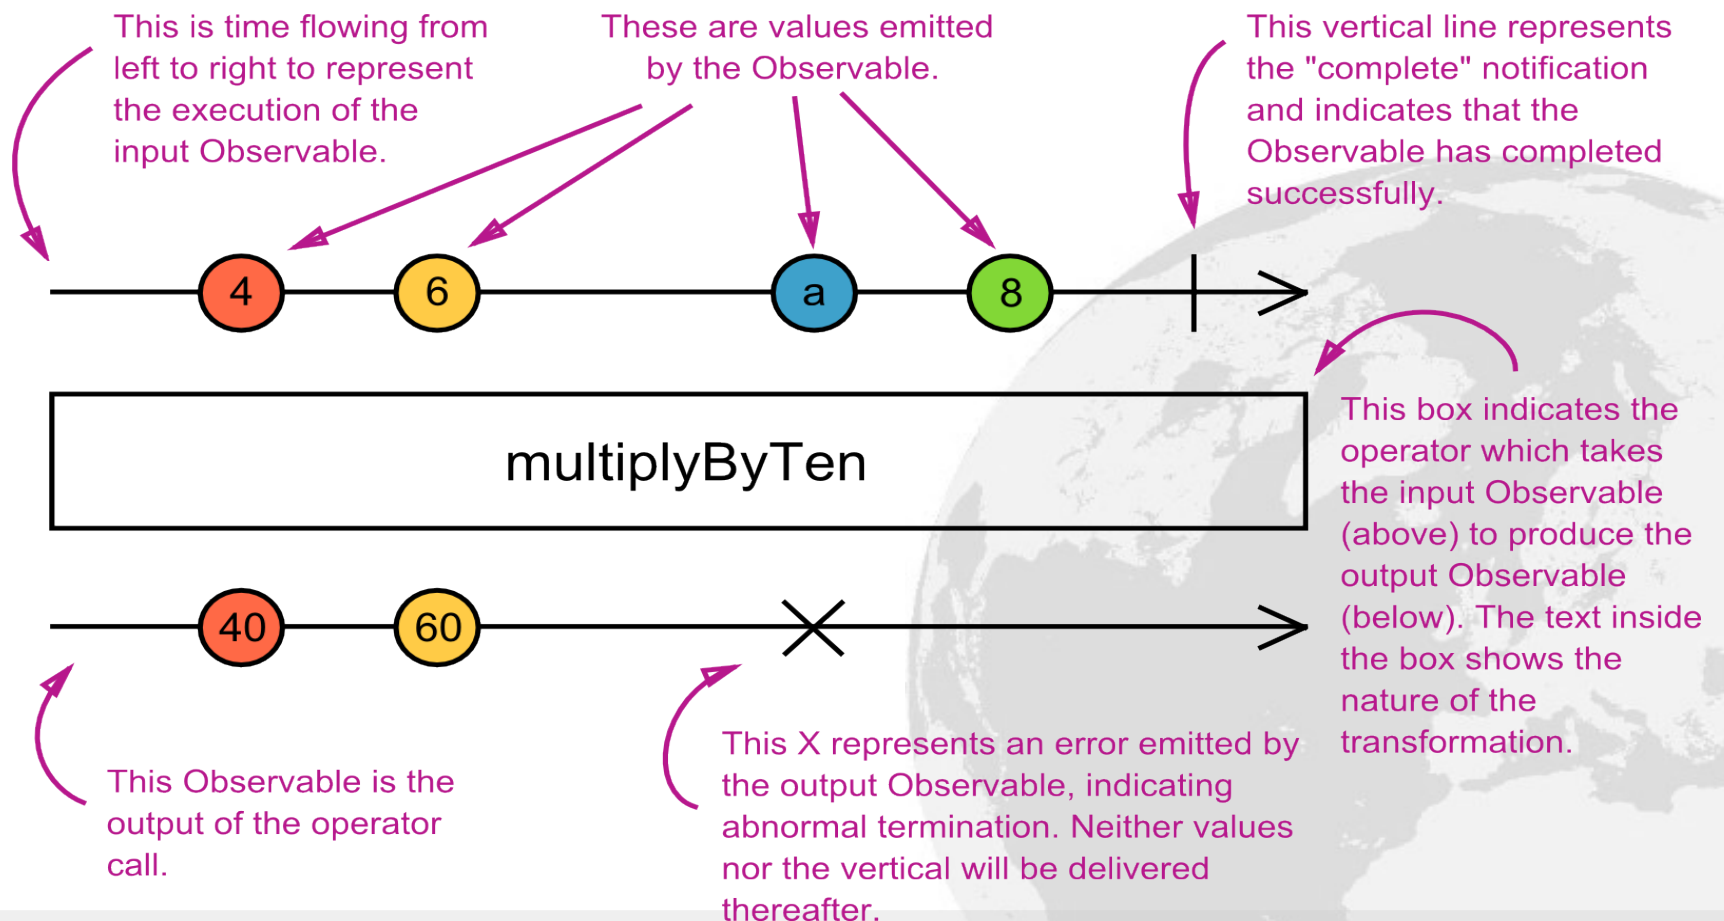 This is time flowing from
left to right to represent
the execution of the
input Observable.
These are values emitted
by the Observable.
This vertical line represents
the "complete" notification
and indicates that the
Observable has completed
successfully.
4
6
a
8
multiplyByTen
This box indicates the
operator which takes
the input Observable
(above) to produce the
output Observable
(below). The text inside
the box shows the
nature of the
transformation.
40
60
This Observable is the
output of the operator
call.
This X represents an error emitted by
the output Observable, indicating
abnormal termination. Neither values
nor the vertical will be delivered
thereafter.